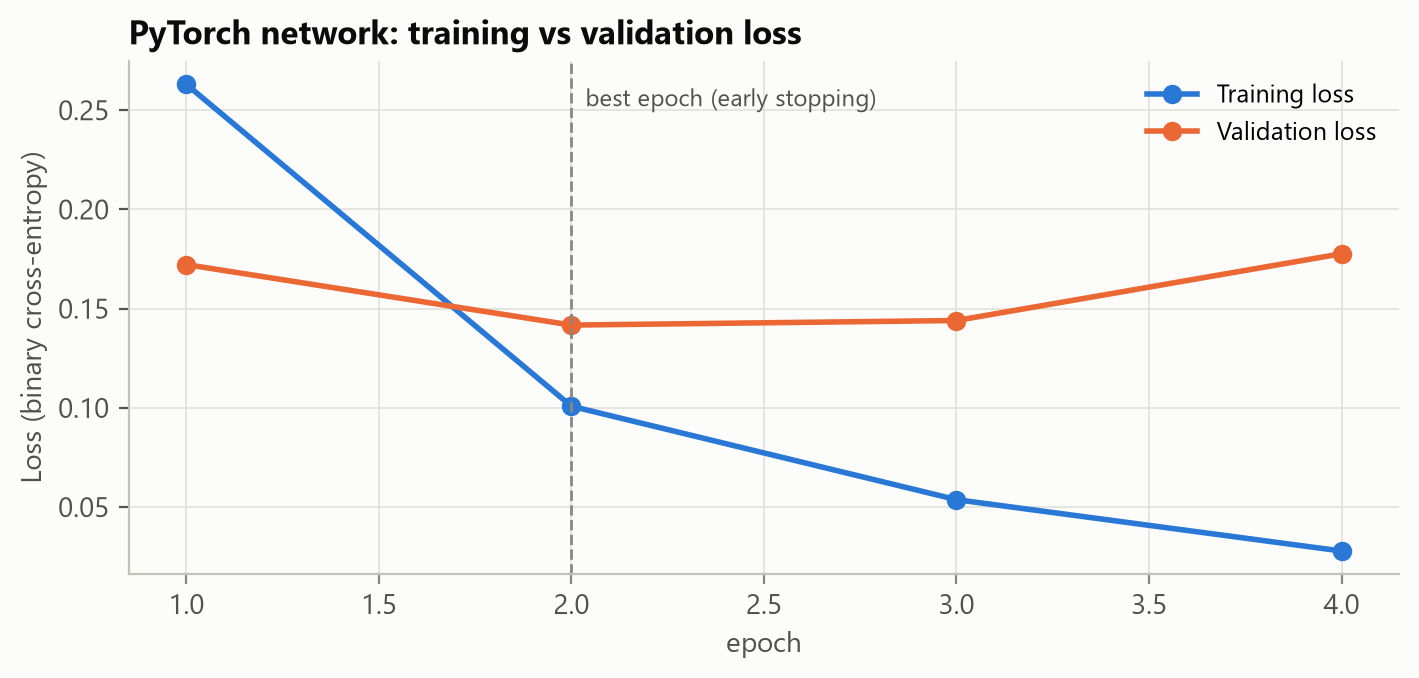 PyTorch network: training vs validation loss
best epoch (early stopping)
Training loss
Validation loss
Loss (binary cross-entropy)
0.25
0.20
0.15
0.10
0.05
1.0 1.5 2.0 2.5 3.0 3.5 4.0
epoch